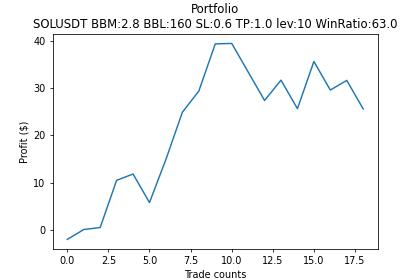 Portfolio
SOLUSDT BBM:2.8 BBL:160 SL:0.6 TP:1.0 lev:10 WinRatio:63.0
40
30
20
10
0
Profit ($)
0.0 2.5 5.0 7.5 10.0 12.5 15.0 17.5
Trade counts